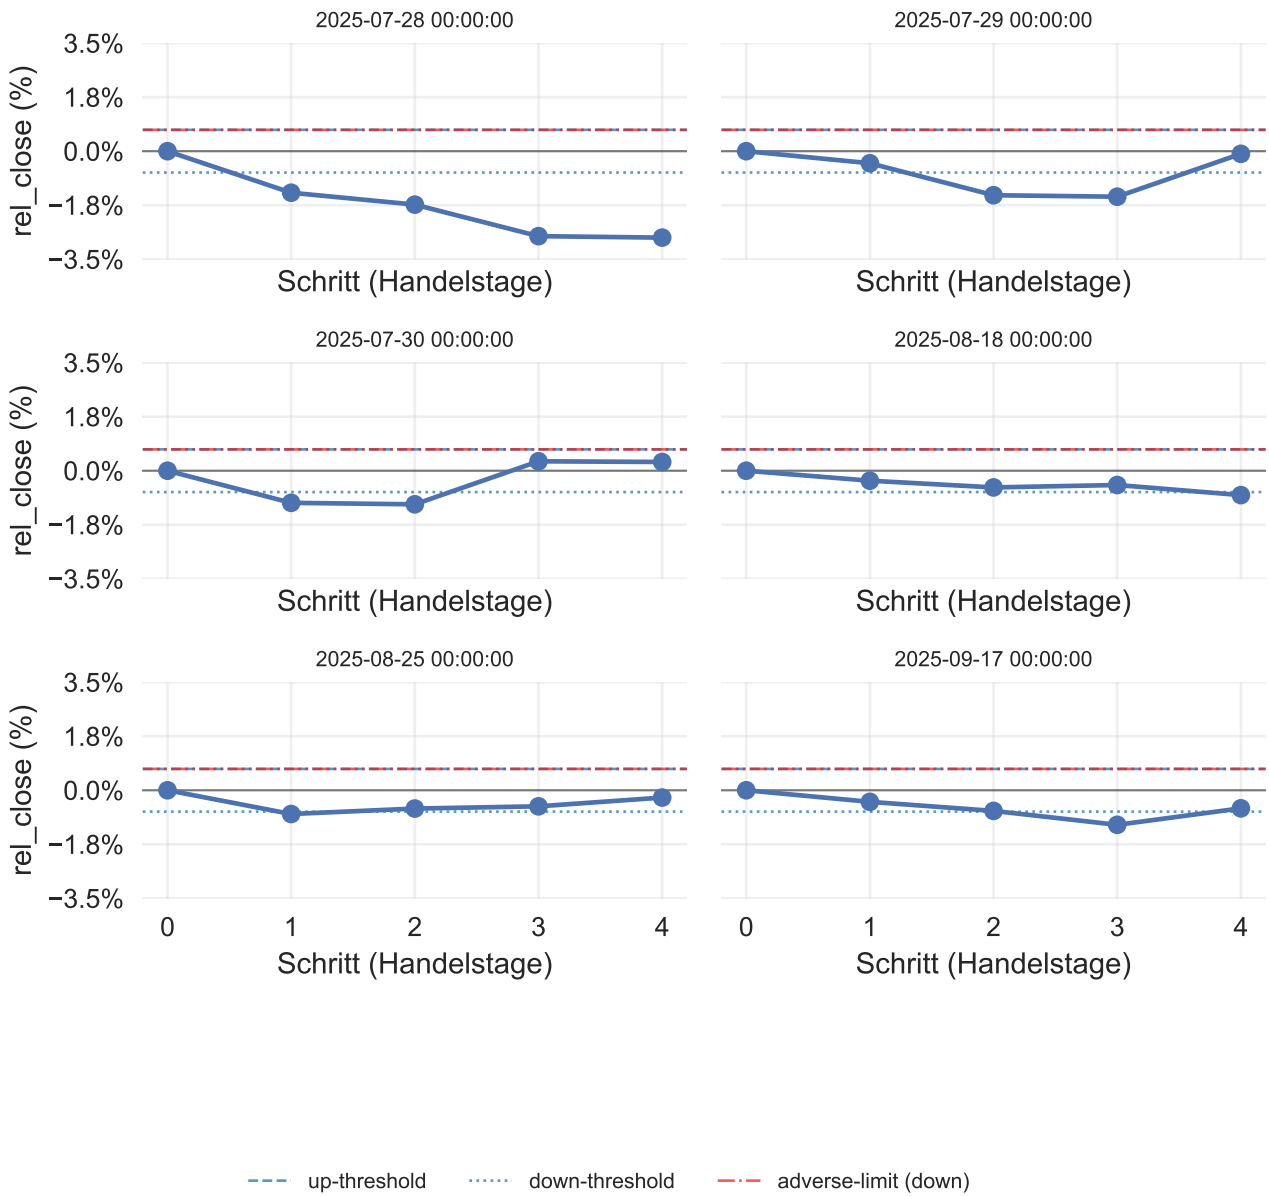 2025-07-28 00:00:00
2025-07-29 00:00:00
3.5%
1.8%
0.0%
−1.8%
−3.5%
rel_close (%)
Schritt (Handelstage)
Schritt (Handelstage)
2025-07-30 00:00:00
2025-08-18 00:00:00
3.5%
1.8%
0.0%
−1.8%
−3.5%
rel_close (%)
Schritt (Handelstage)
Schritt (Handelstage)
2025-08-25 00:00:00
2025-09-17 00:00:00
3.5%
1.8%
0.0%
−1.8%
−3.5%
rel_close (%)
0 1 2 3 4
0 1 2 3 4
Schritt (Handelstage)
Schritt (Handelstage)
up-threshold down-threshold adverse-limit (down)